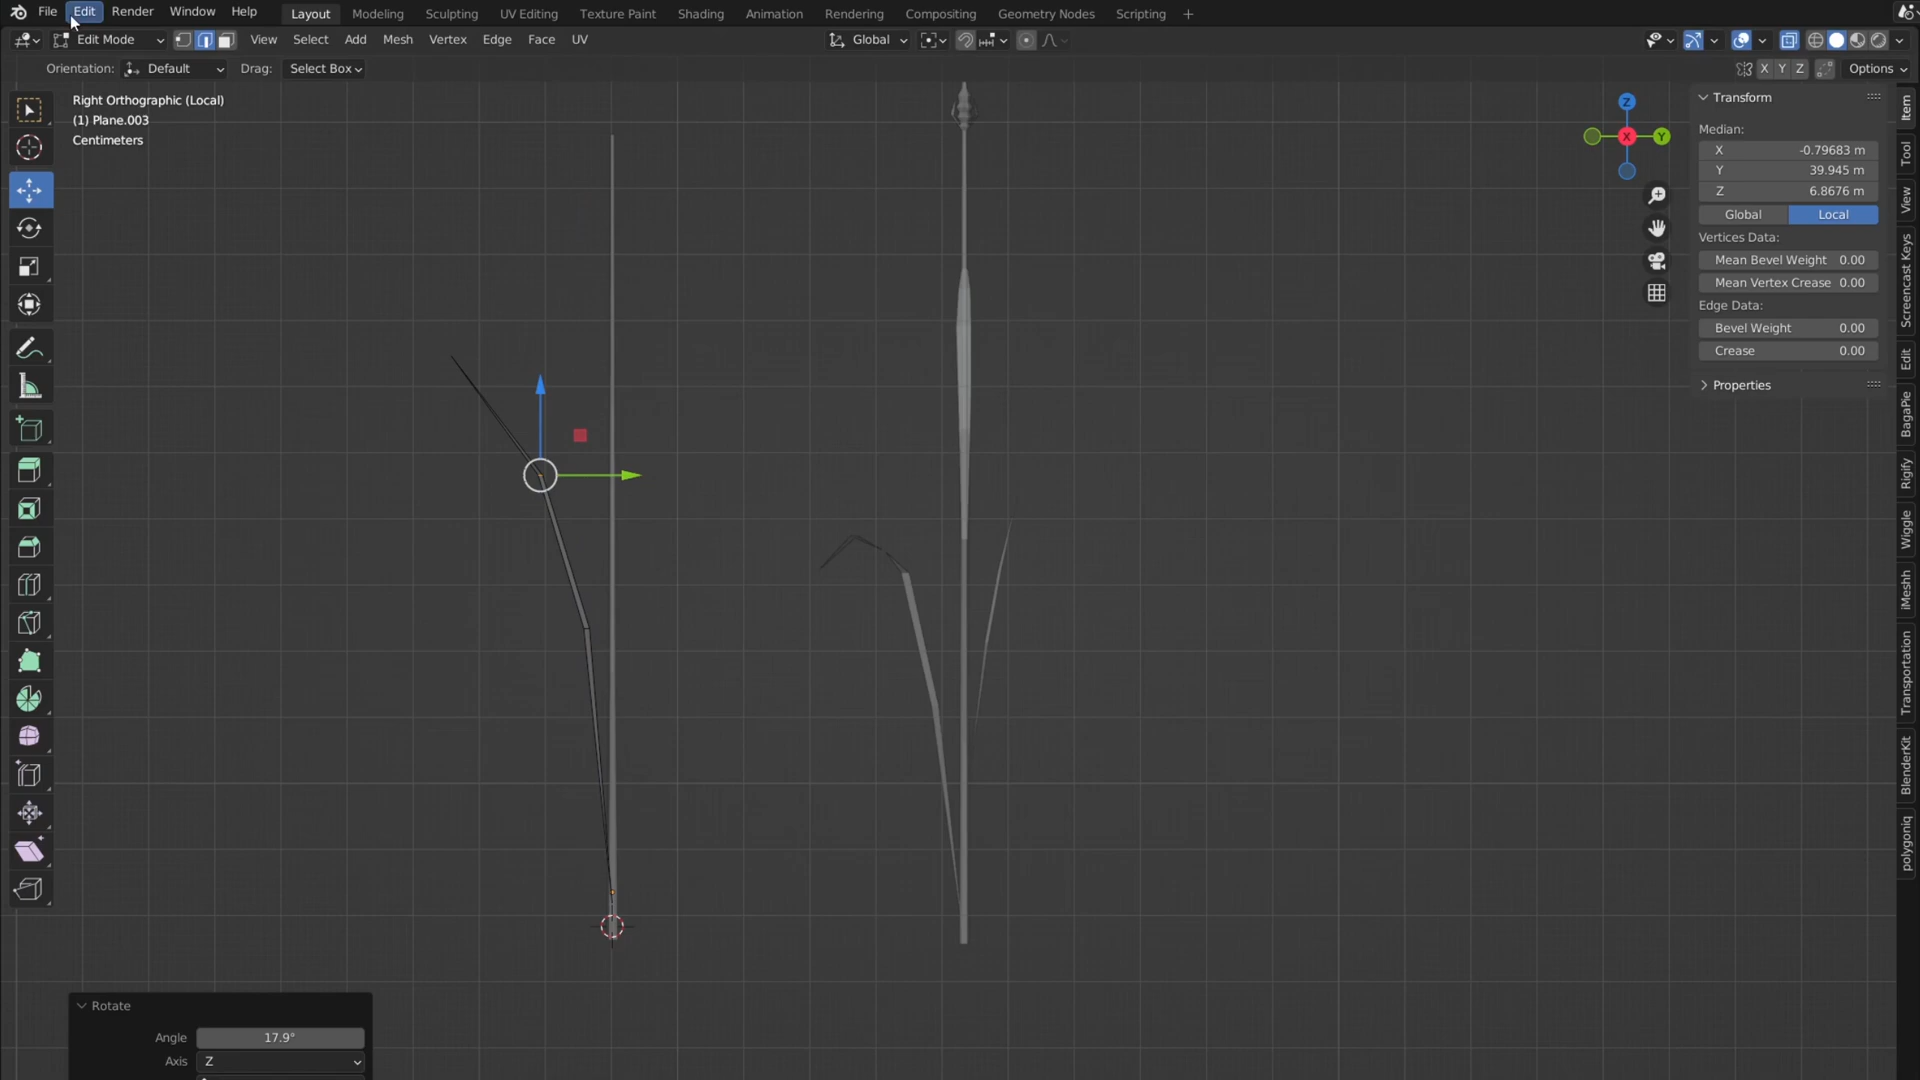 File Edit Render Window Help Layout Modeling Sculpting UV Editing Texture Paint Shading Animation Rendering Compositing Geometry Nodes Scripting +
Edit Mode View Select Add Mesh Vertex Edge Face UV Global
Orientation: Default Drag: Select Box X Y Z Options
Right Orthographic (Local)
(1) Plane.003
Centimeters
Z
X
Y
Transform
Median:
X -0.79683 m
Y 39.945 m
Z 6.8676 m
Global Local
Vertices Data:
Mean Bevel Weight 0.00
Mean Vertex Crease 0.00
Edge Data:
Bevel Weight 0.00
Crease 0.00
Properties
Item
Tool
View
Screencast Keys
Edit
BagaPie
Rigify
Wiggle
iMeshh
Transportation
BlenderKit
polygoniq
Rotate
Angle 17.9°
Axis Z